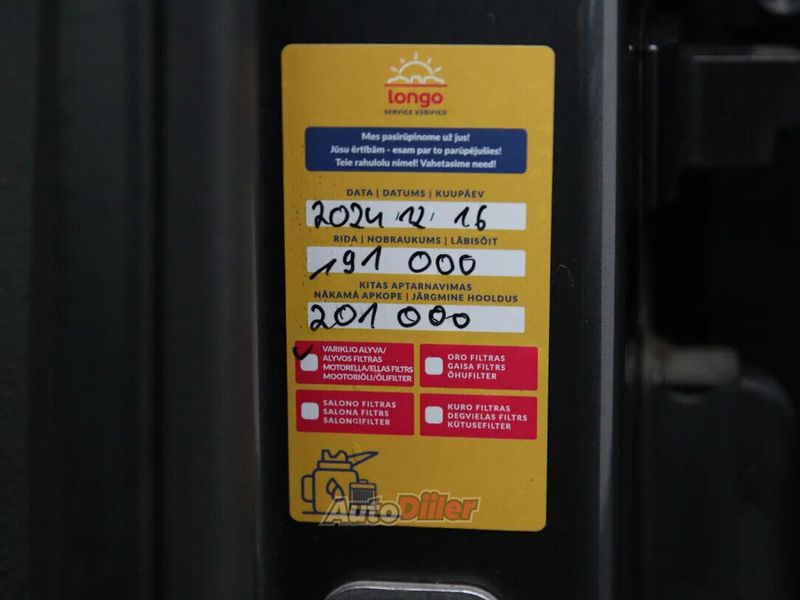 longo
SERVICE VERIFIED
Mes pasirūpinome už jus!
Jūsu ērtībām - esam par to parūpējušies!
Teie rahulolu nimel! Vahetasime need!
DATA | DATUMS | KUUPÄEV
2024 12 16
RIDA | NOBRAUKUMS | LÄBISÕIT
191 000
KITAS APTARNAVIMAS
NĀKAMĀ APKOPE | JÄRGMINE HOOLDUS
201 000
VARIKLIO ALYVA/
ALYVOS FILTRAS
MOTORELLA/EĻĻAS FILTRS
MOOTORIÕLI/ÕLIFILTER
ORO FILTRAS
GAISA FILTRS
ÕHUFILTER
SALONO FILTRAS
SALONA FILTRS
SALONGIFILTER
KURO FILTRAS
DEGVIELAS FILTRS
KÜTUSEFILTER
AutoDiiler